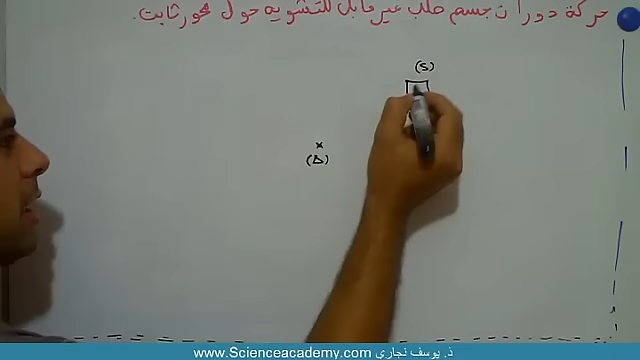 حركة دوران جسم صلب غير قابل للتشويه حول محور ثابت.
(S)
(Δ)
www.Scienceacademy.com ذ. يوسف نجاري